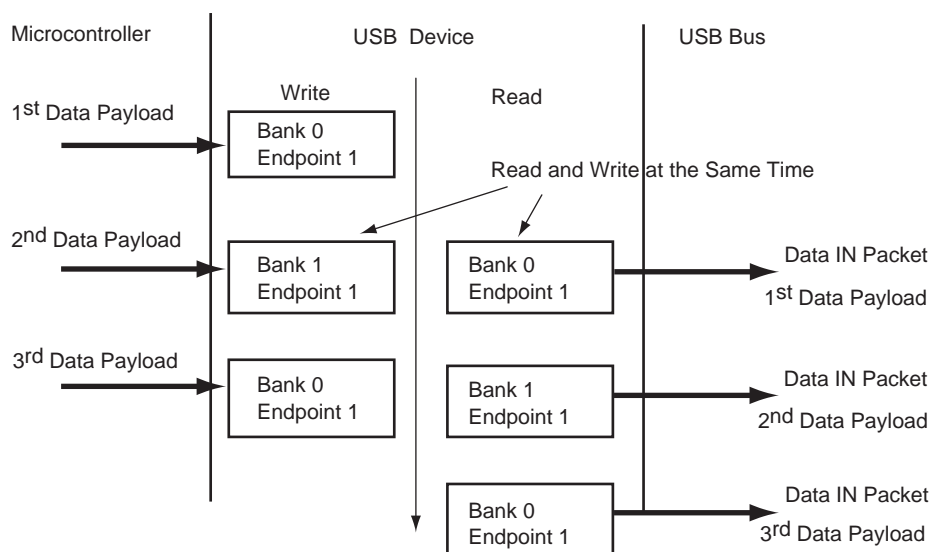 Microcontroller
USB Device
USB Bus
Write
Read
1st Data Payload
Bank 0
Endpoint 1
Read and Write at the Same Time
2nd Data Payload
Bank 1
Endpoint 1
Bank 0
Endpoint 1
Data IN Packet
1st Data Payload
3rd Data Payload
Bank 0
Endpoint 1
Bank 1
Endpoint 1
Data IN Packet
2nd Data Payload
Bank 0
Endpoint 1
Data IN Packet
3rd Data Payload